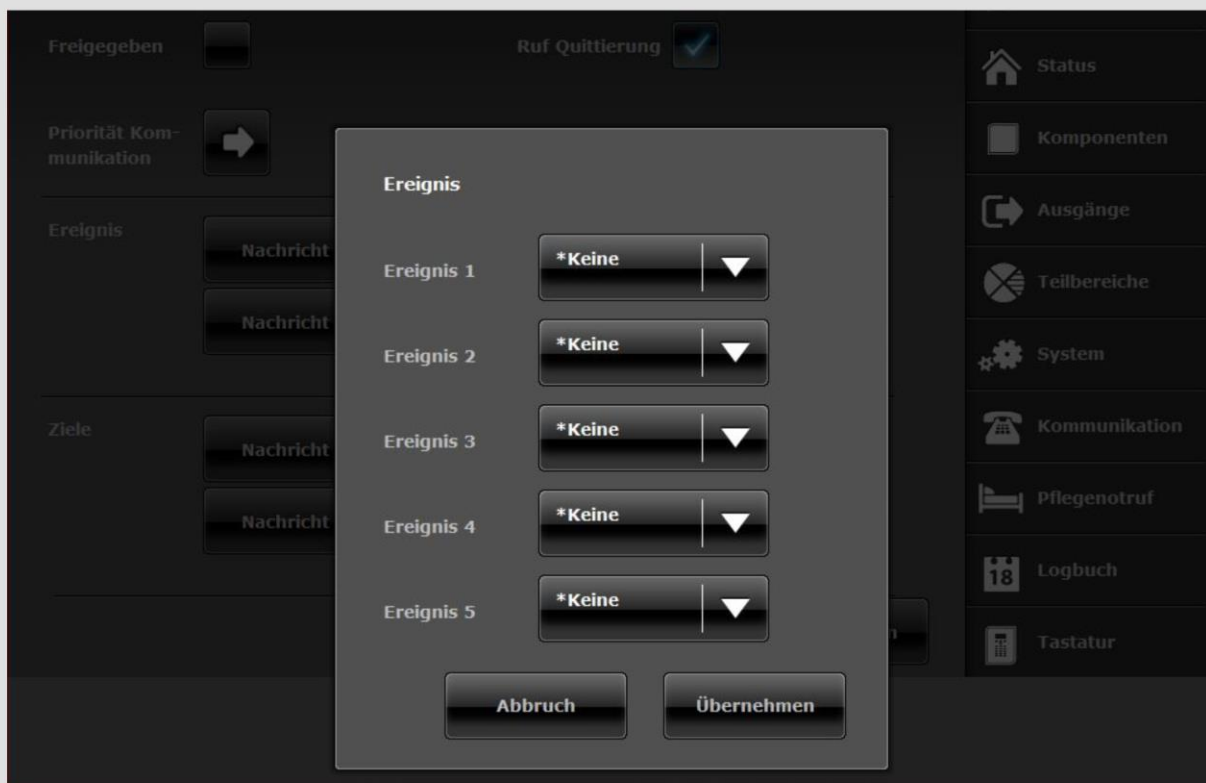 Freigegeben
Ruf Quittierung
Priorität Kom-
munikation
Ereignis
Nachricht
Nachricht
Ziele
Nachricht
Nachricht
Ereignis
Ereignis 1 *Keine
Ereignis 2 *Keine
Ereignis 3 *Keine
Ereignis 4 *Keine
Ereignis 5 *Keine
Abbruch Übernehmen
n
Status
Komponenten
Ausgänge
Teilbereiche
System
Kommunikation
Pflegenotruf
18 Logbuch
Tastatur